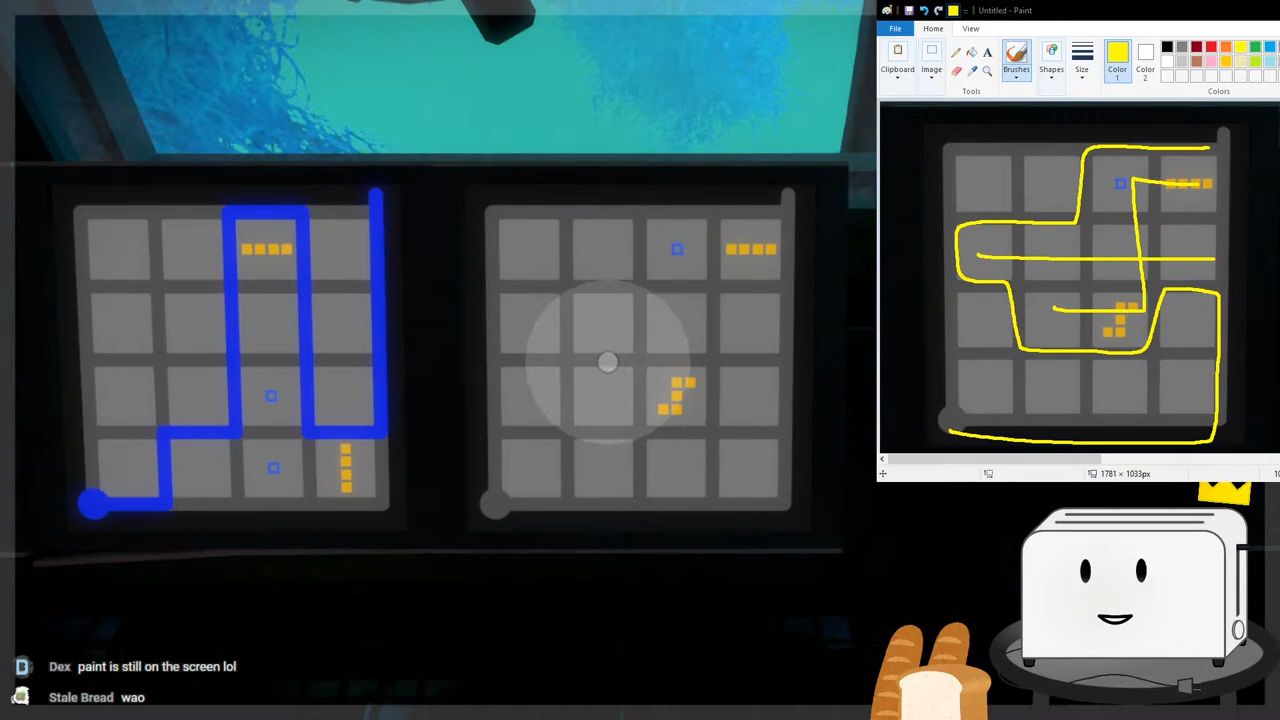 Untitled - Paint
File Home View
Clipboard Image Brushes Shapes Size Color 1 Color 2
Tools Colors
1781 × 1033px 10
Dex paint is still on the screen lol
Stale Bread wao